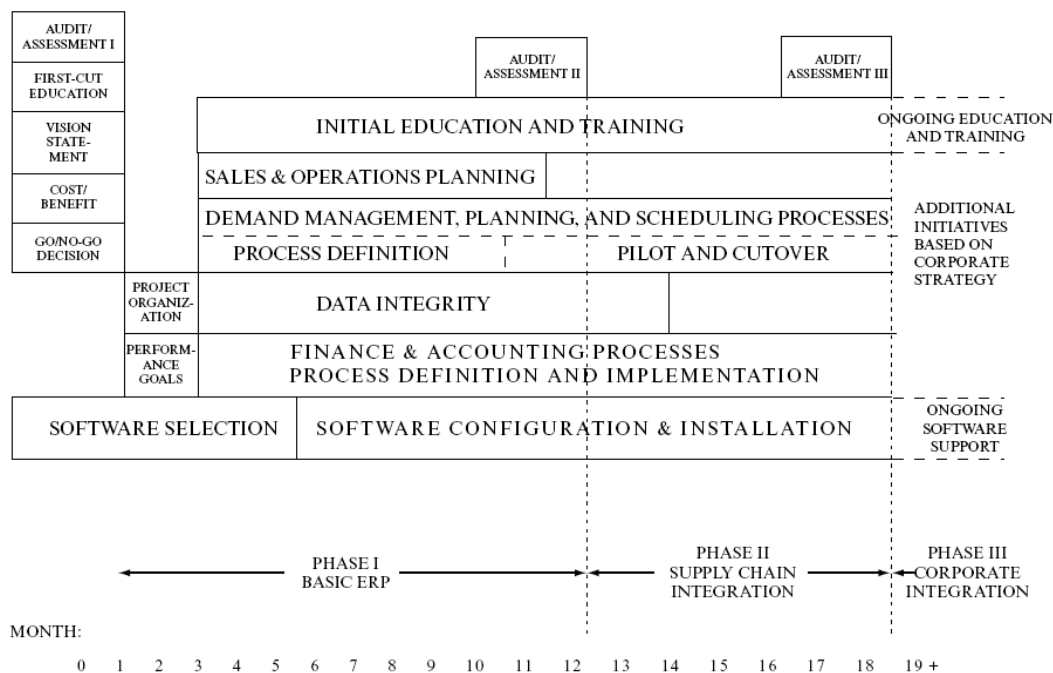 AUDIT/
ASSESSMENT I
FIRST-CUT
EDUCATION
VISION
STATE-
MENT
COST/
BENEFIT
GO/NO-GO
DECISION
AUDIT/
ASSESSMENT II
AUDIT/
ASSESSMENT III
INITIAL EDUCATION AND TRAINING
ONGOING EDUCATION
AND TRAINING
SALES & OPERATIONS PLANNING
DEMAND MANAGEMENT, PLANNING, AND SCHEDULING PROCESSES
PROCESS DEFINITION
PILOT AND CUTOVER
ADDITIONAL
INITIATIVES
BASED ON
CORPORATE
STRATEGY
PROJECT
ORGANIZ-
ATION
DATA INTEGRITY
PERFORM-
ANCE
GOALS
FINANCE & ACCOUNTING PROCESSES
PROCESS DEFINITION AND IMPLEMENTATION
SOFTWARE SELECTION
SOFTWARE CONFIGURATION & INSTALLATION
ONGOING
SOFTWARE
SUPPORT
PHASE I
BASIC ERP
PHASE II
SUPPLY CHAIN
INTEGRATION
PHASE III
CORPORATE
INTEGRATION
MONTH:
0 1 2 3 4 5 6 7 8 9 10 11 12 13 14 15 16 17 18 19 +